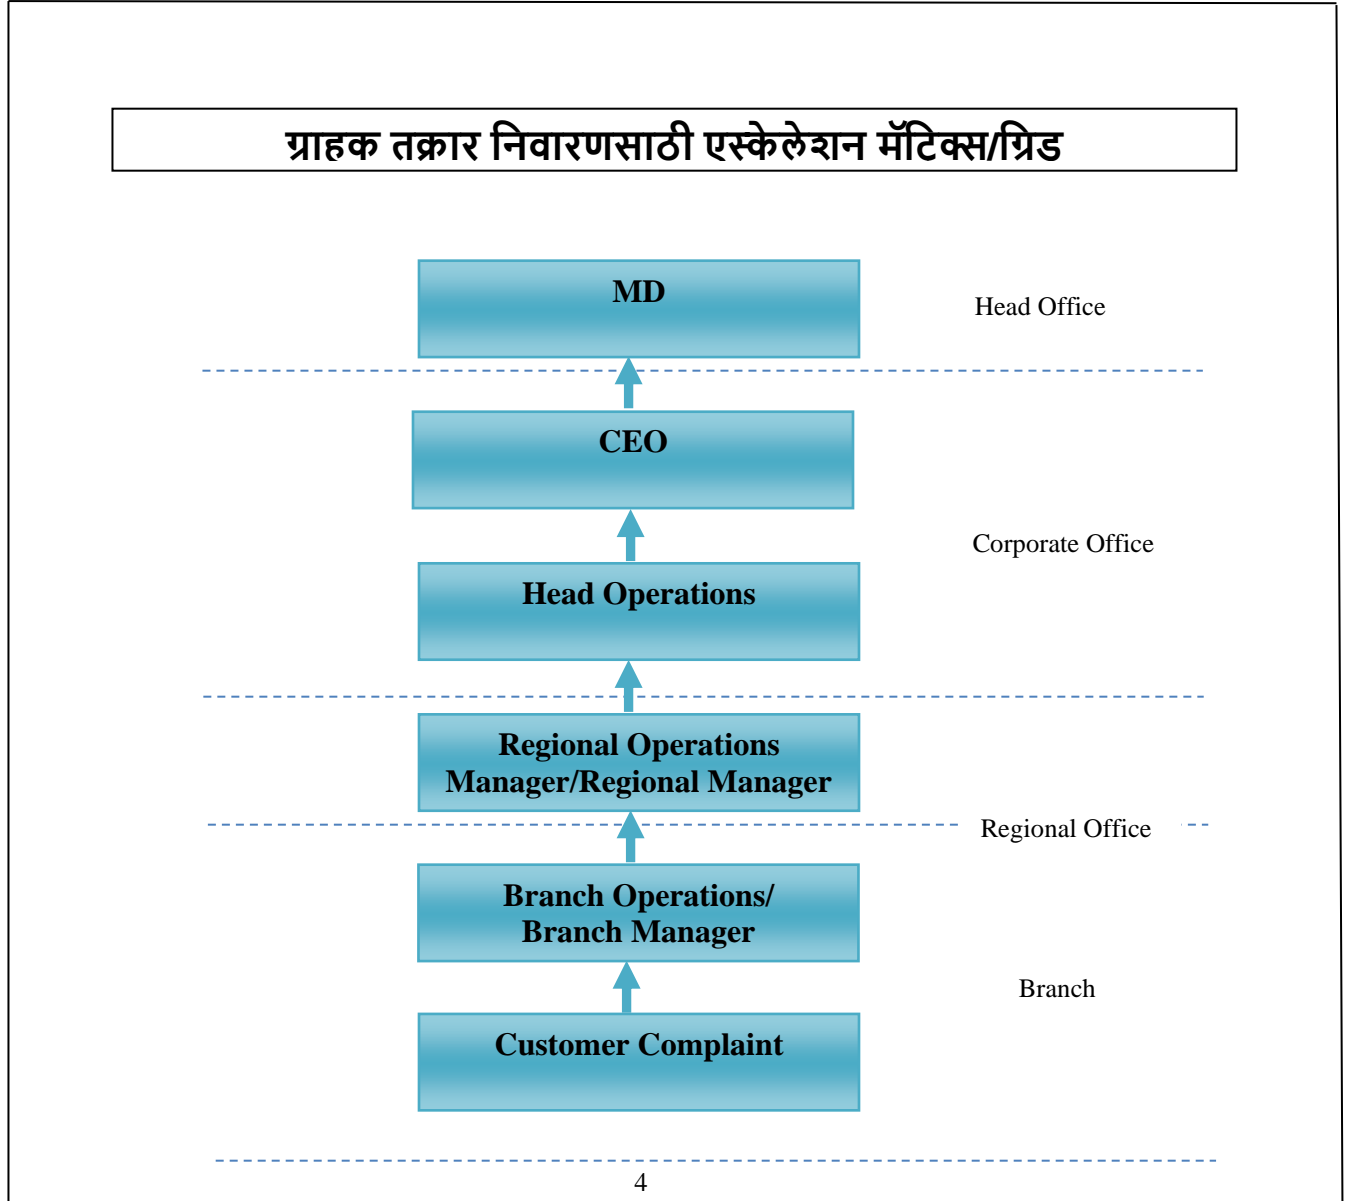 ग्राहक तक्रार निवारणसाठी एस्केलेशन मॅटिक्स/ग्रिड
MD
Head Office
CEO
Corporate Office
Head Operations
Regional Operations
Manager/Regional Manager
Regional Office
Branch Operations/
Branch Manager
Branch
Customer Complaint
4